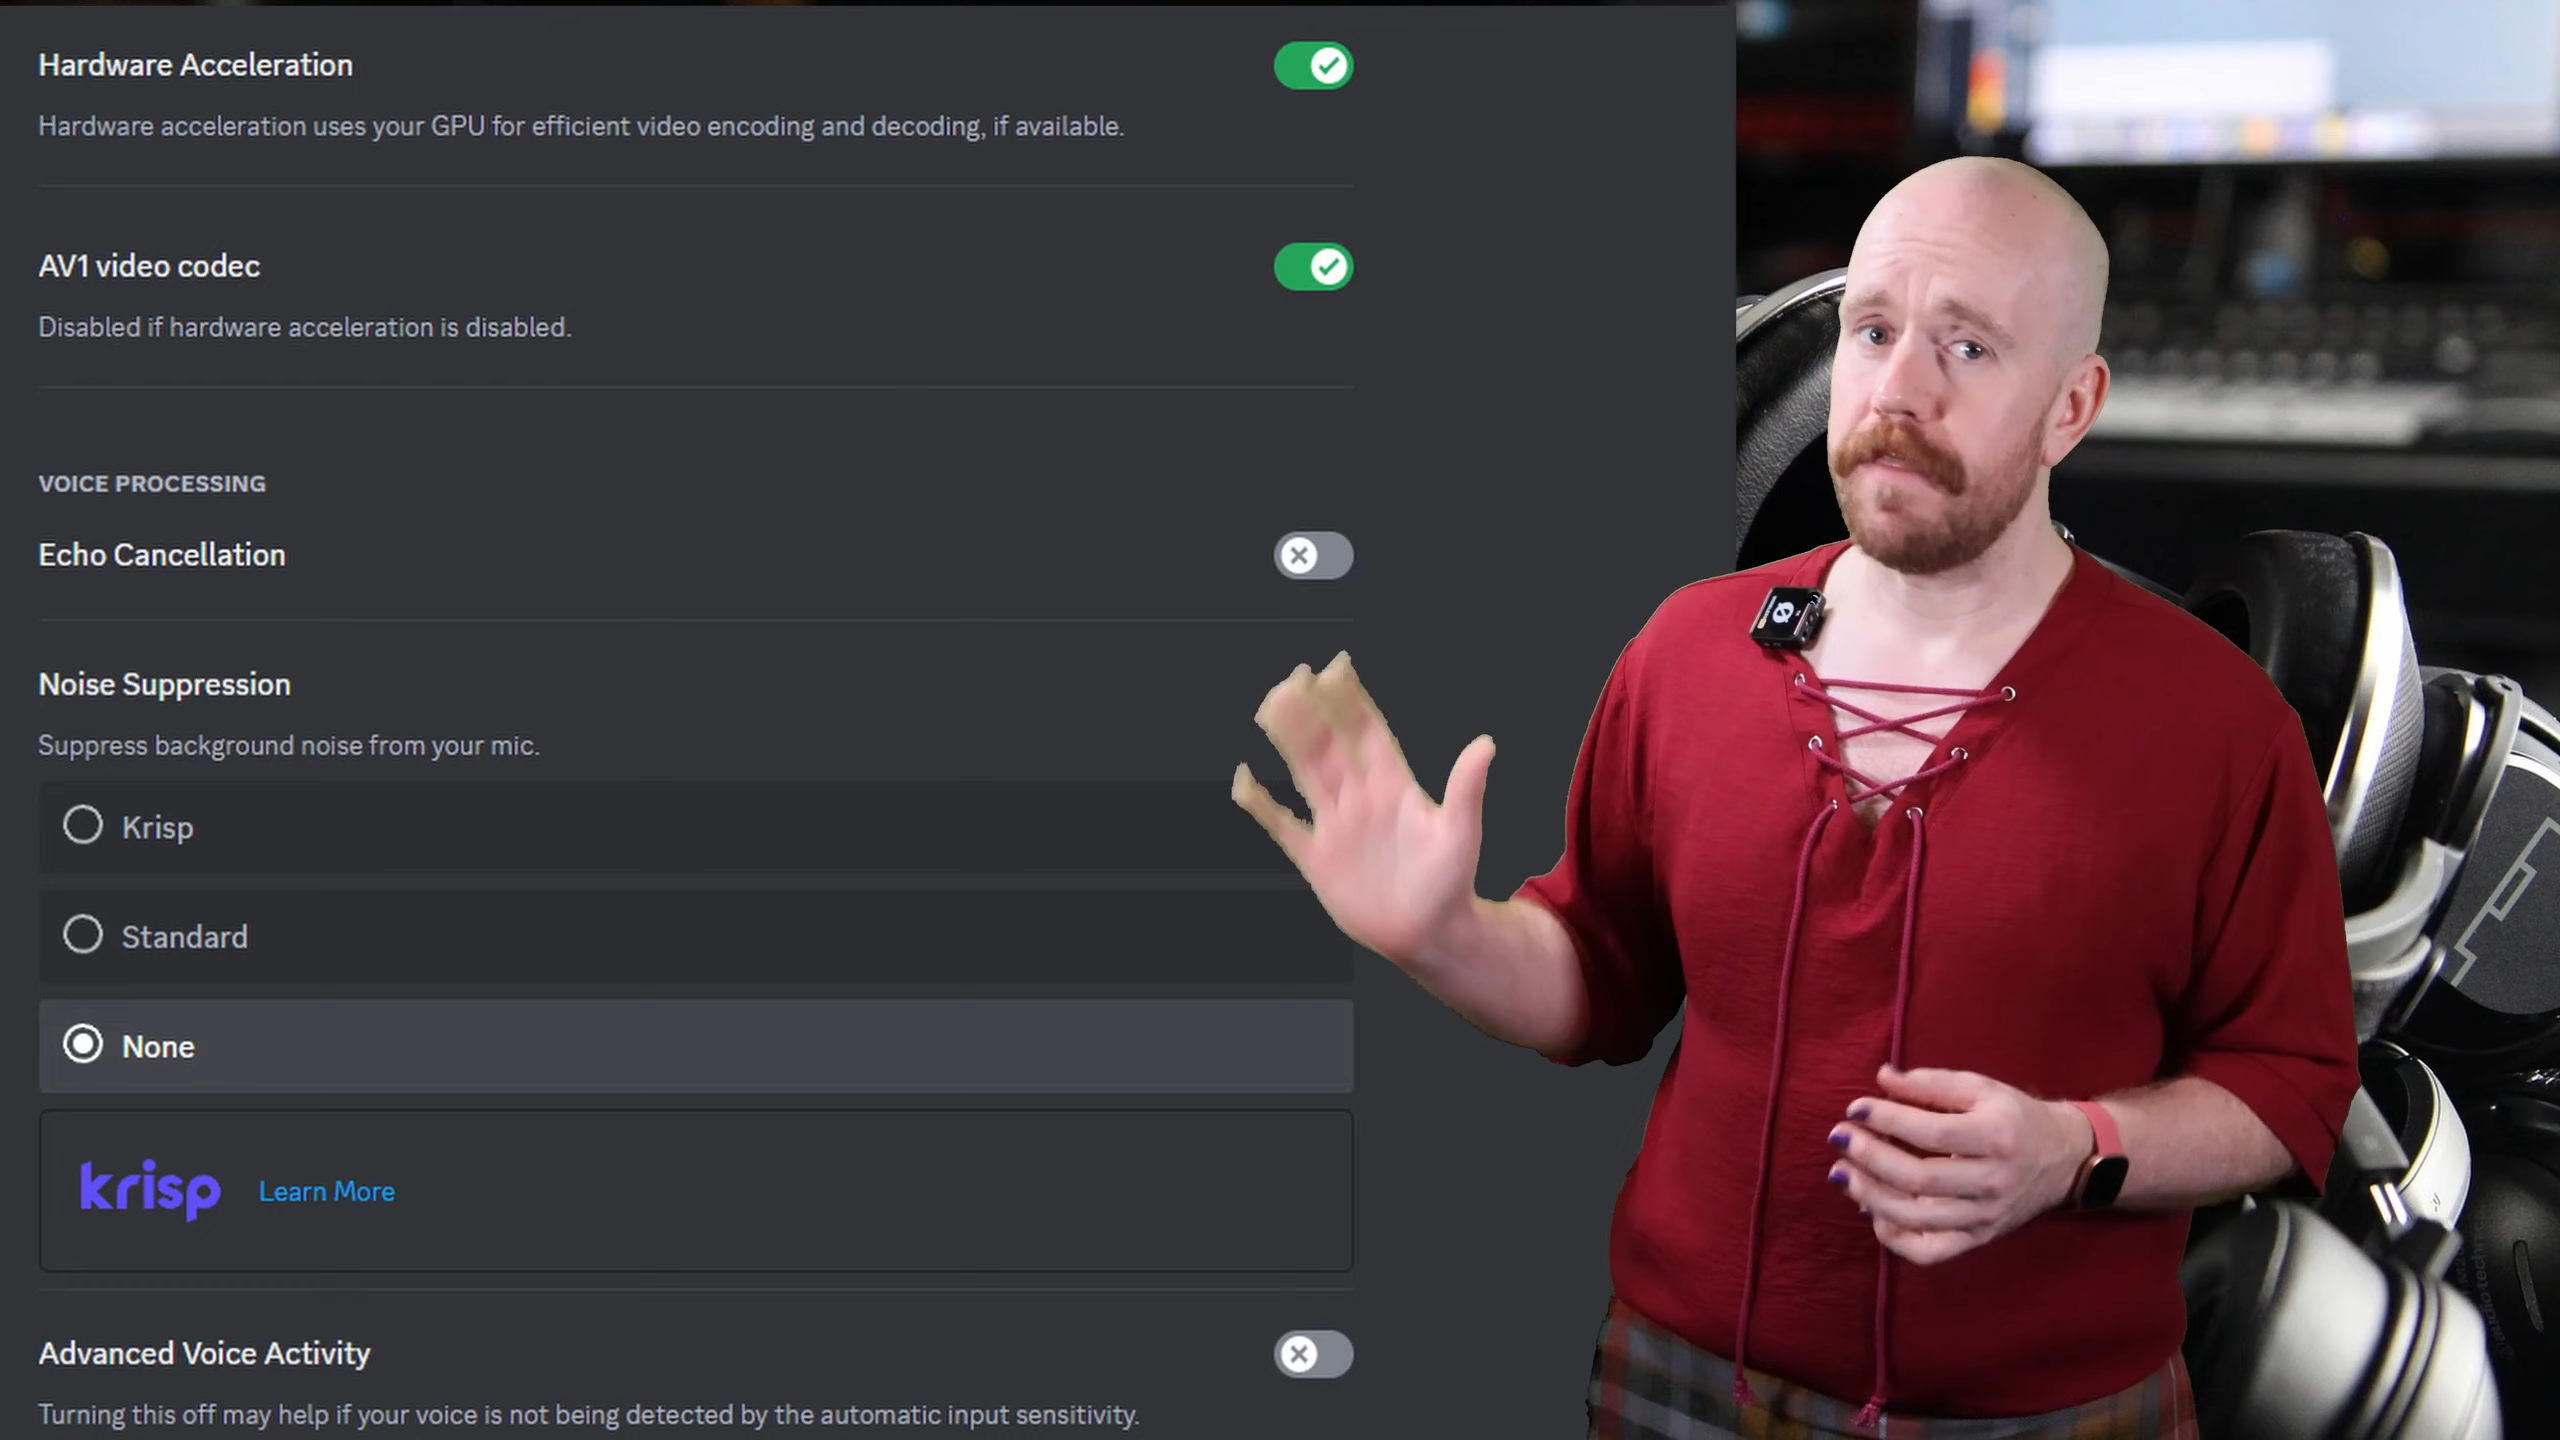 Hardware Acceleration
Hardware acceleration uses your GPU for efficient video encoding and decoding, if available.
AV1 video codec
Disabled if hardware acceleration is disabled.
VOICE PROCESSING
Echo Cancellation
Noise Suppression
Suppress background noise from your mic.
Krisp
Standard
None
krisp Learn More
Advanced Voice Activity
Turning this off may help if your voice is not being detected by the automatic input sensitivity.
audio-technica